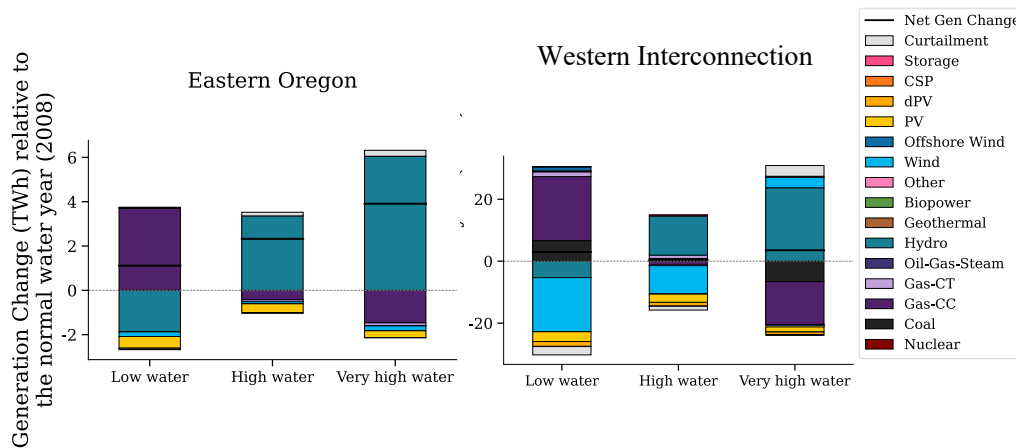 Generation Change (TWh) relative to
the normal water year (2008)
Eastern Oregon
6
4
2
0
-2
Low water
High water
Very high water
Western Interconnection
20
0
-20
Low water
High water
Very high water
Net Gen Change
Curtailment
Storage
CSP
dPV
PV
Offshore Wind
Wind
Other
Biopower
Geothermal
Hydro
Oil-Gas-Steam
Gas-CT
Gas-CC
Coal
Nuclear